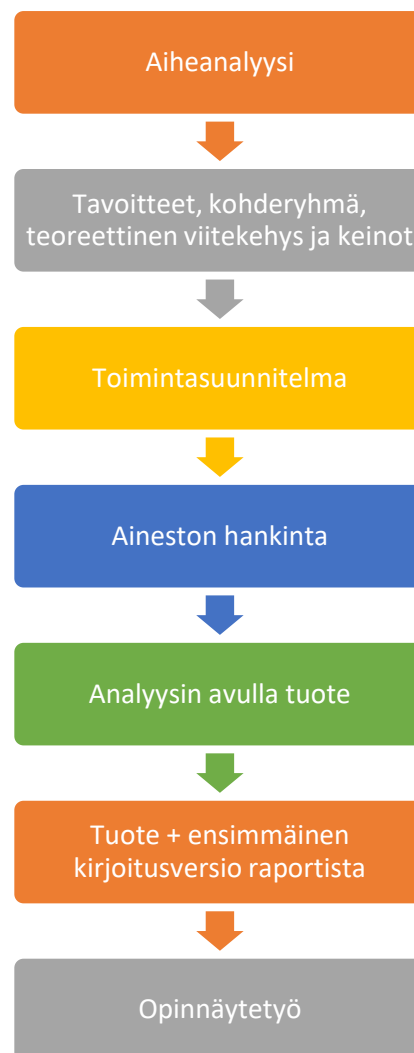 Aiheanalyysi
Tavoitteet, kohderyhmä,
teoreettinen viitekehys ja keinot
Toimintasuunnitelma
Aineston hankinta
Analyysin avulla tuote
Tuote + ensimmäinen
kirjoitusversio raportista
Opinnäytetyö